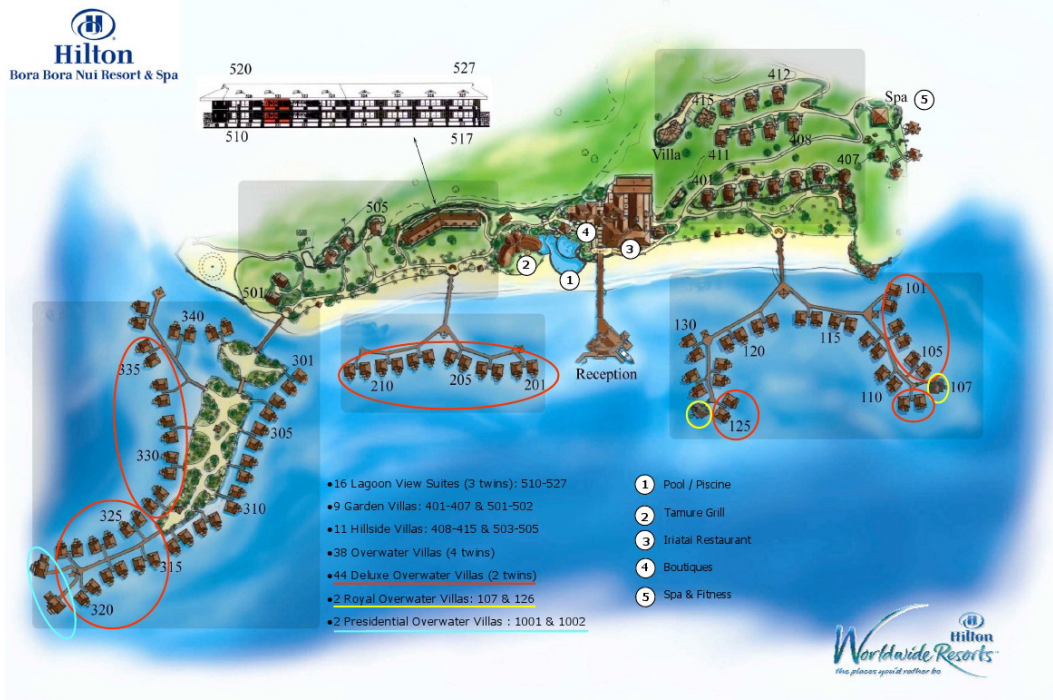 Hilton
Bora Bora Nui Resort & Spa
520
527
510
517
412
415
Spa
5
Villa
411
408
407
401
505
4
3
2
1
501
340
301
335
130
120
115
101
105
107
110
125
210
205
201
Reception
305
330
310
325
315
320
•16 Lagoon View Suites (3 twins): 510-527
•9 Garden Villas: 401-407 & 501-502
•11 Hillside Villas: 408-415 & 503-505
•38 Overwater Villas (4 twins)
•44 Deluxe Overwater Villas (2 twins)
•2 Royal Overwater Villas: 107 & 126
•2 Presidential Overwater Villas : 1001 & 1002
1 Pool / Piscine
2 Tamure Grill
3 Iriatai Restaurant
4 Boutiques
5 Spa & Fitness
Hilton
Worldwide Resorts
the places you'd rather be